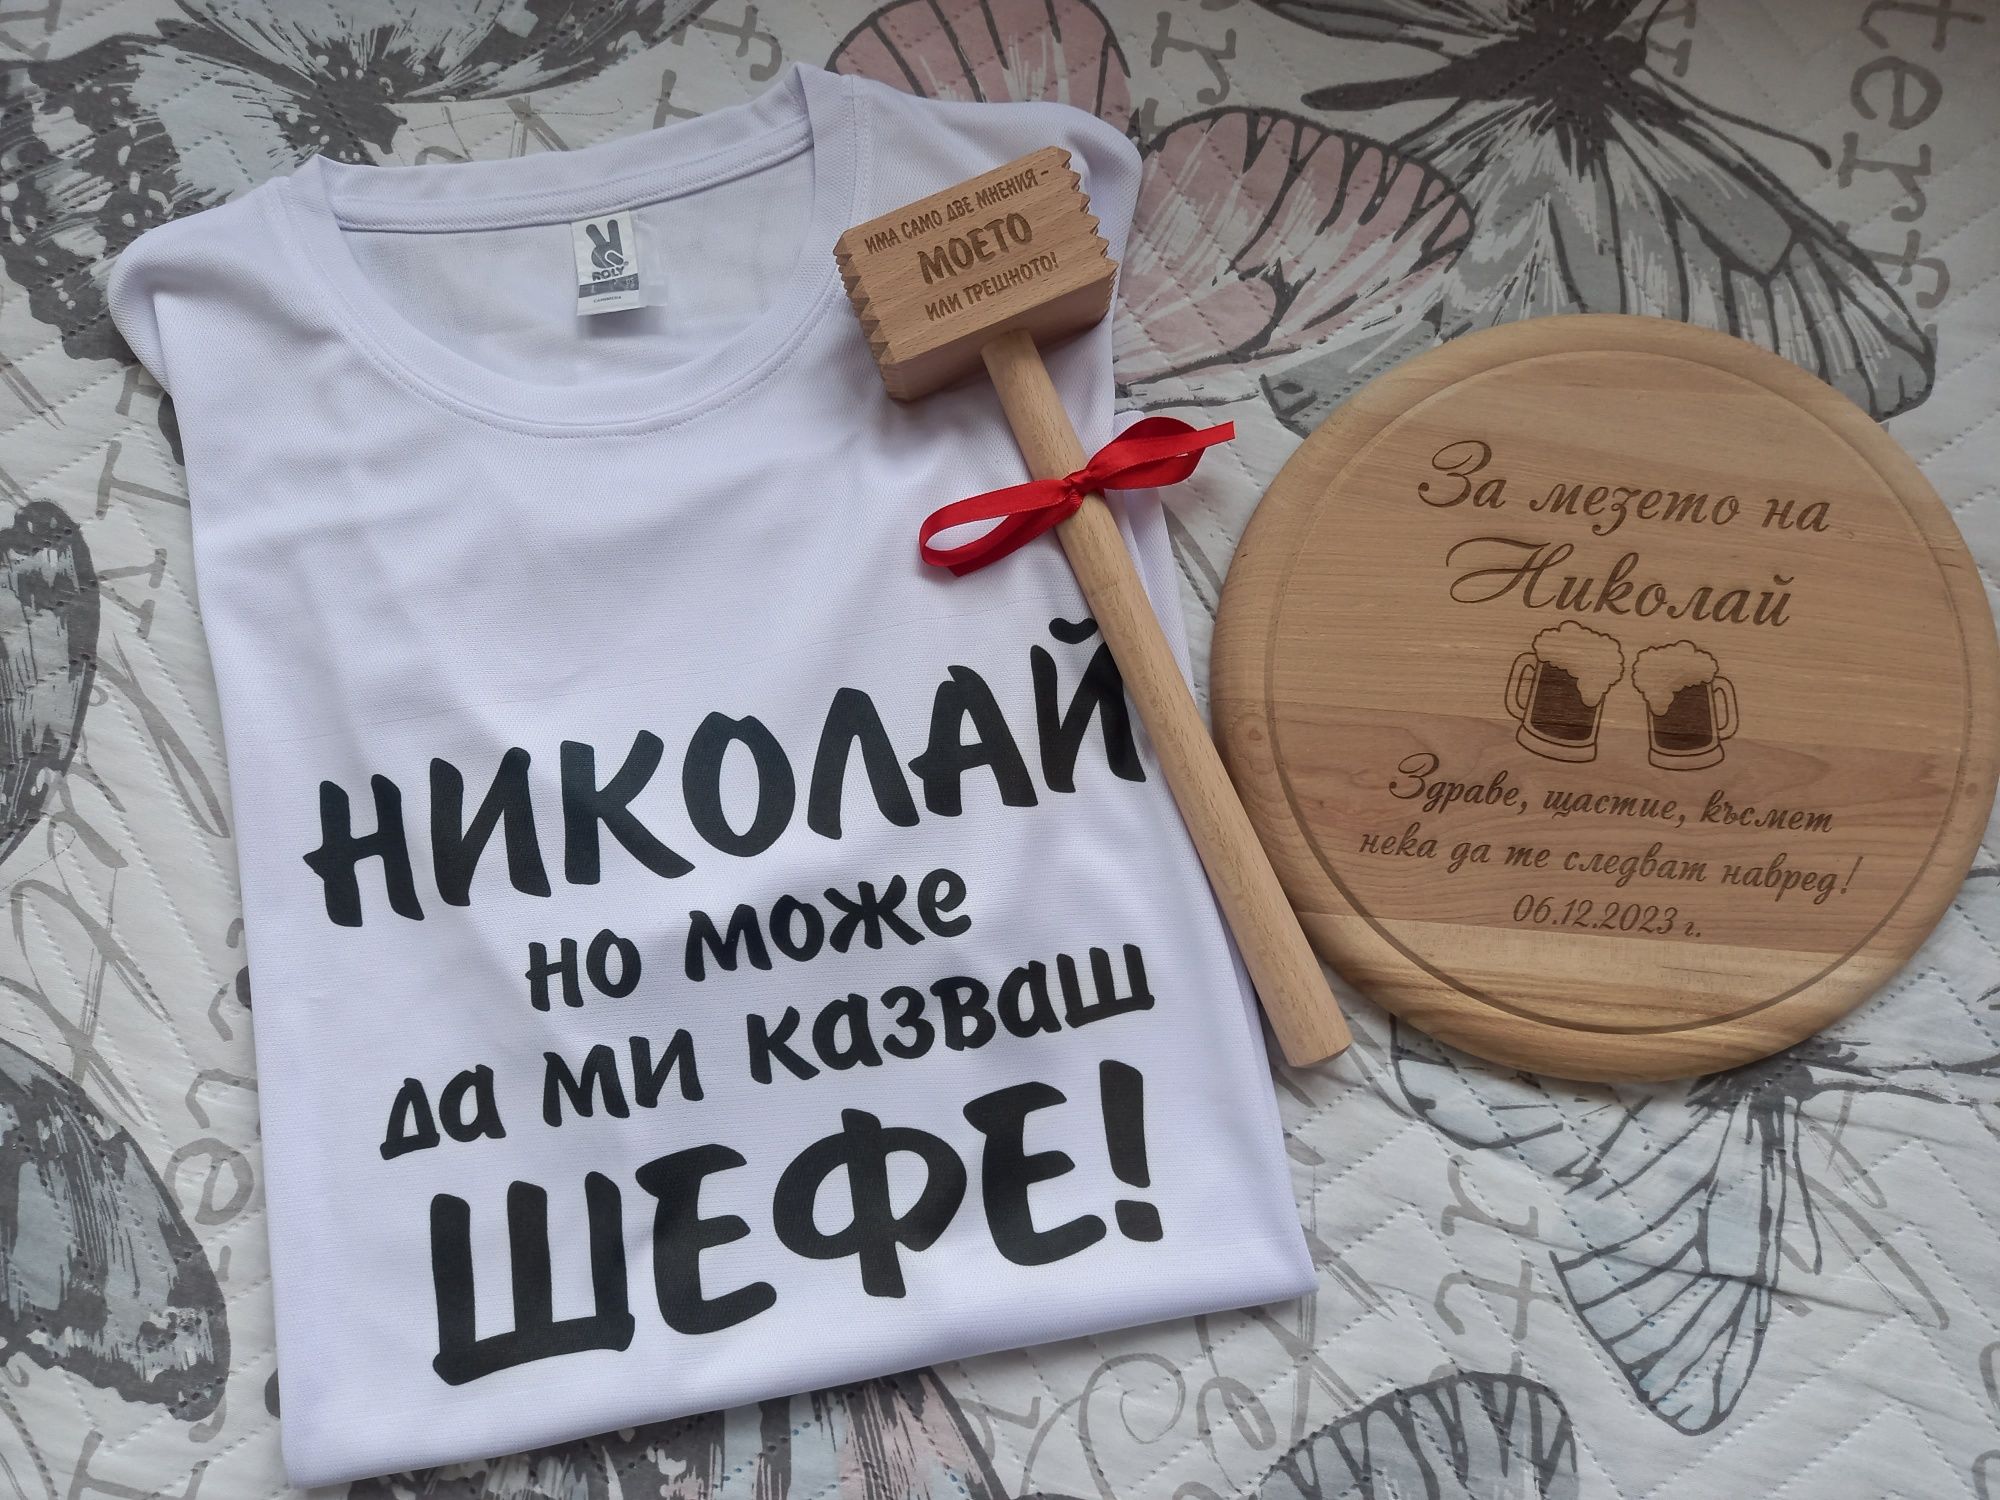 ROLY
ИМА САМО ДВЕ МНЕНИЯ -
МОЕТО
ИЛИ ГРЕШНОТО!
НИКОЛАЙ
но може
да ми казваш
ШЕФЕ!
За мезето на
Николай
Здраве, щастие, късмет
нека да те следват навред!
06.12.2023 г.